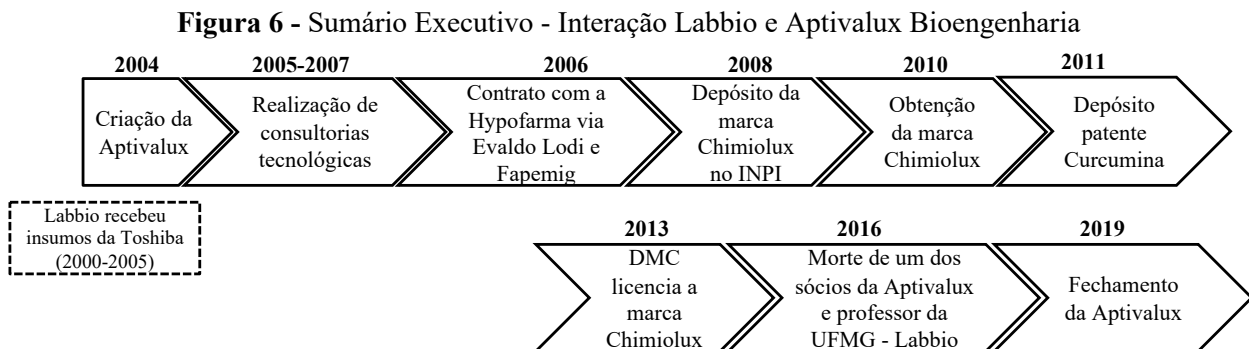 Figura 6 - Sumário Executivo - Interação Labbio e Aptivalux Bioengenharia
2004
Criação da
Aptivalux
2005-2007
Realização de
consultorias
tecnológicas
2006
Contrato com a
Hypofarma via
Evaldo Lodi e
Fapemig
2008
Depósito da
marca
Chimiolux
no INPI
2010
Obtenção
da marca
Chimiolux
2011
Depósito
patente
Curcumina
Labbio recebeu
insumos da Toshiba
(2000-2005)
2013
DMC
licencia a
marca
Chimiolux
2016
Morte de um dos
sócios da Aptivalux
e professor da
UFMG - Labbio
2019
Fechamento
da Aptivalux